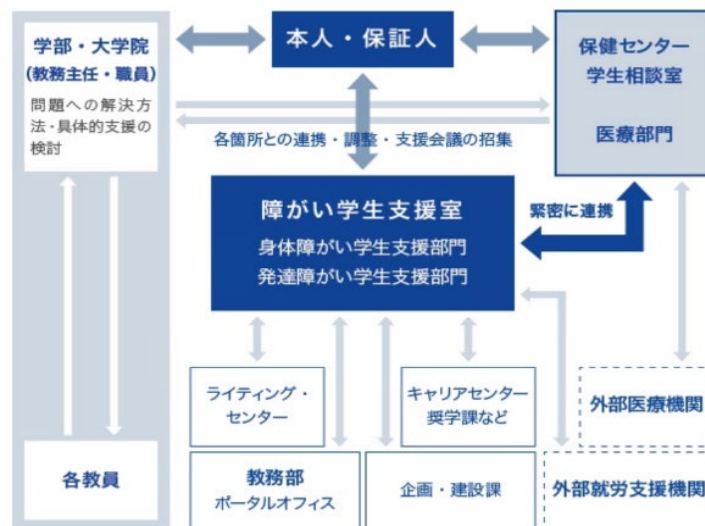 学部・大学院
(教務主任・職員)
問題への解決方
法・具体的支援の
検討
本人・保証人
保健センター
学生相談室
医療部門
各箇所との連携・調整・支援会議の招集
障がい学生支援室
身体障がい学生支援部門
発達障がい学生支援部門
緊密に連携
ライティング・
センター
キャリアセンター
奨学課など
外部医療機関
各教員
教務部
ポータルオフィス
企画・建設課
外部就労支援機関